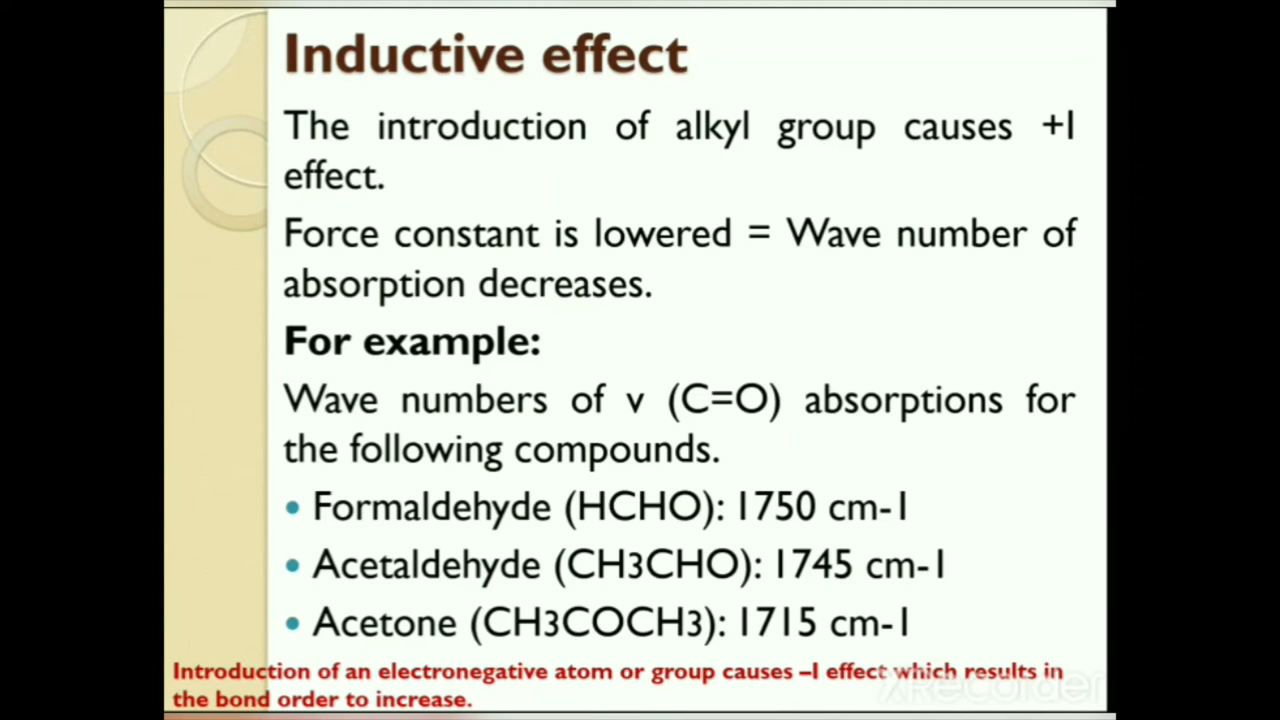 Inductive effect
The introduction of alkyl group causes +I
effect.
Force constant is lowered = Wave number of
absorption decreases.
For example:
Wave numbers of v (C=O) absorptions for
the following compounds.
• Formaldehyde (HCHO): 1750 cm-1
• Acetaldehyde (CH3CHO): 1745 cm-1
• Acetone (CH3COCH3): 1715 cm-1
Introduction of an electronegative atom or group causes –I effect which results in
the bond order to increase.
XRecorder